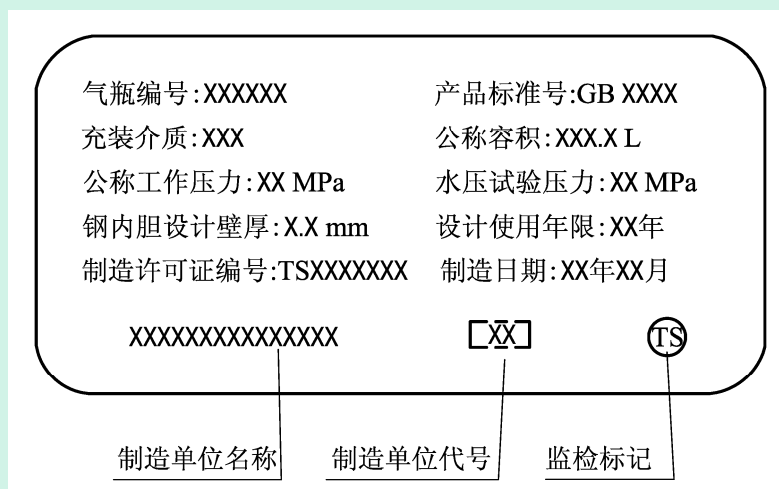 气瓶编号:XXXXXX 产品标准号:GB XXXX
充装介质:XXX 公称容积:XXX.X L
公称工作压力:XX MPa 水压试验压力:XX MPa
钢内胆设计壁厚:X.X mm 设计使用年限:XX年
制造许可证编号:TSXXXXXXX 制造日期:XX年XX月
XXXXXXXXXXXXXXX XX TS
制造单位名称 制造单位代号 监检标记